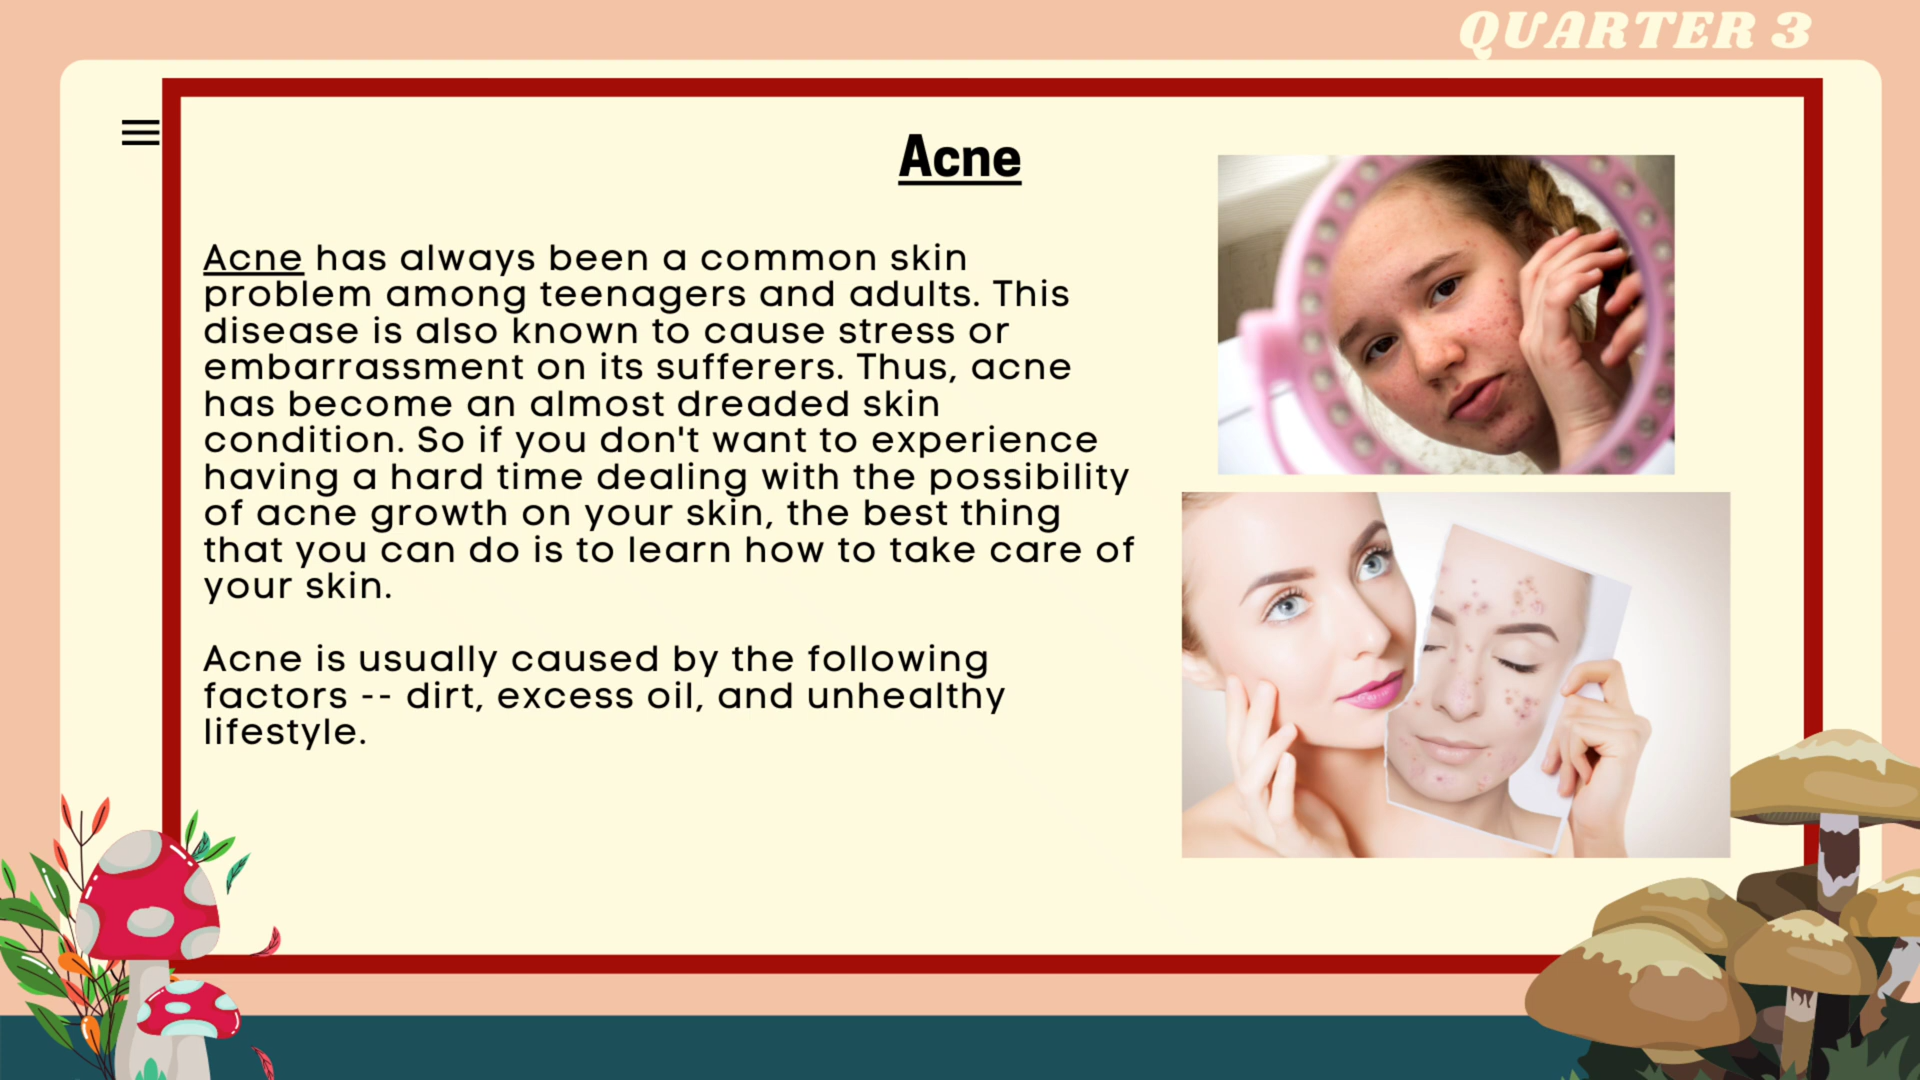 QUARTER 3
Acne
Acne has always been a common skin
problem among teenagers and adults. This
disease is also known to cause stress or
embarrassment on its sufferers. Thus, acne
has become an almost dreaded skin
condition. So if you don't want to experience
having a hard time dealing with the possibility
of acne growth on your skin, the best thing
that you can do is to learn how to take care of
your skin.
Acne is usually caused by the following
factors -- dirt, excess oil, and unhealthy
lifestyle.